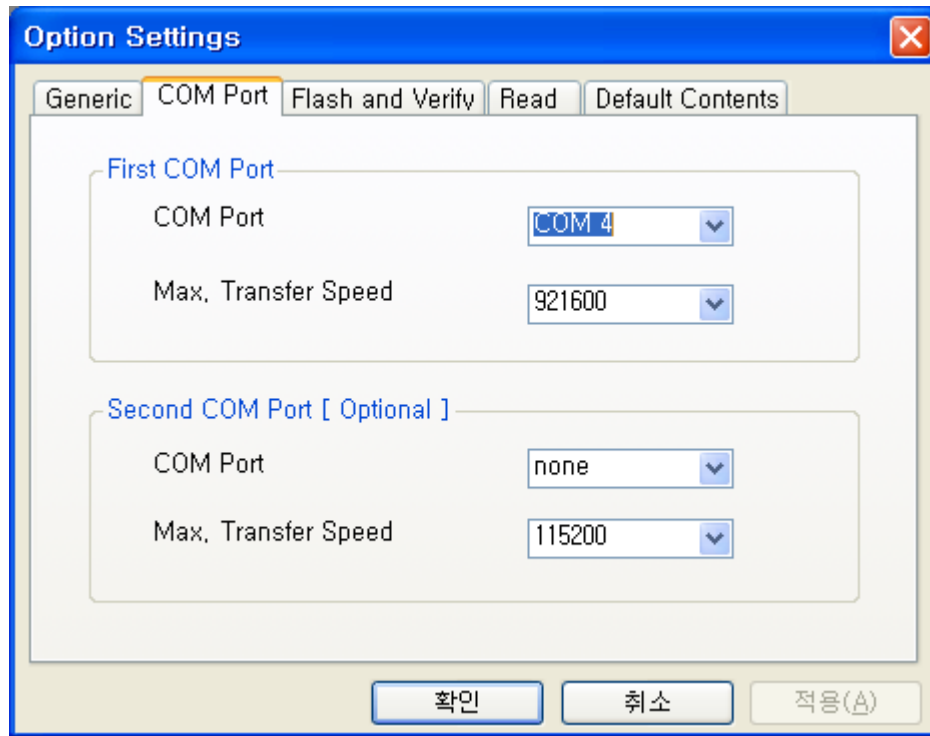 Option Settings
Generic COM Port Flash and Verify Read Default Contents
First COM Port
COM Port COM 4
Max, Transfer Speed 921600
Second COM Port [ Optional ]
COM Port none
Max, Transfer Speed 115200
확인 취소 적용(A)